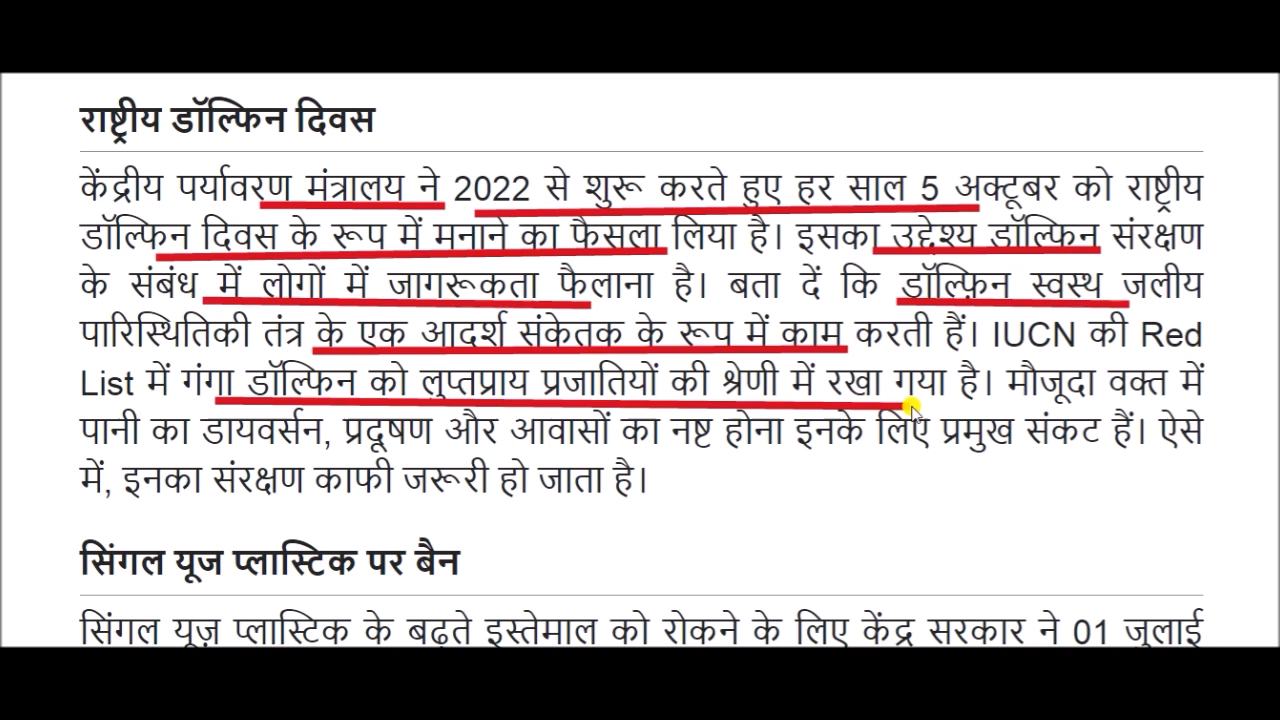 राष्ट्रीय डॉल्फिन दिवस
केंद्रीय पर्यावरण मंत्रालय ने 2022 से शुरू करते हुए हर साल 5 अक्टूबर को राष्ट्रीय
डॉल्फिन दिवस के रूप में मनाने का फैसला लिया है। इसका उद्देश्य डॉल्फिन संरक्षण
के संबंध में लोगों में जागरूकता फैलाना है। बता दें कि डॉल्फ़िन स्वस्थ जलीय
पारिस्थितिकी तंत्र के एक आदर्श संकेतक के रूप में काम करती हैं। IUCN की Red
List में गंगा डॉल्फिन को लुप्तप्राय प्रजातियों की श्रेणी में रखा गया है। मौजूदा वक्त में
पानी का डायवर्सन, प्रदूषण और आवासों का नष्ट होना इनके लिए प्रमुख संकट हैं। ऐसे
में, इनका संरक्षण काफी जरूरी हो जाता है।
सिंगल यूज प्लास्टिक पर बैन
सिंगल यूज़ प्लास्टिक के बढ़ते इस्तेमाल को रोकने के लिए केंद्र सरकार ने 01 जुलाई